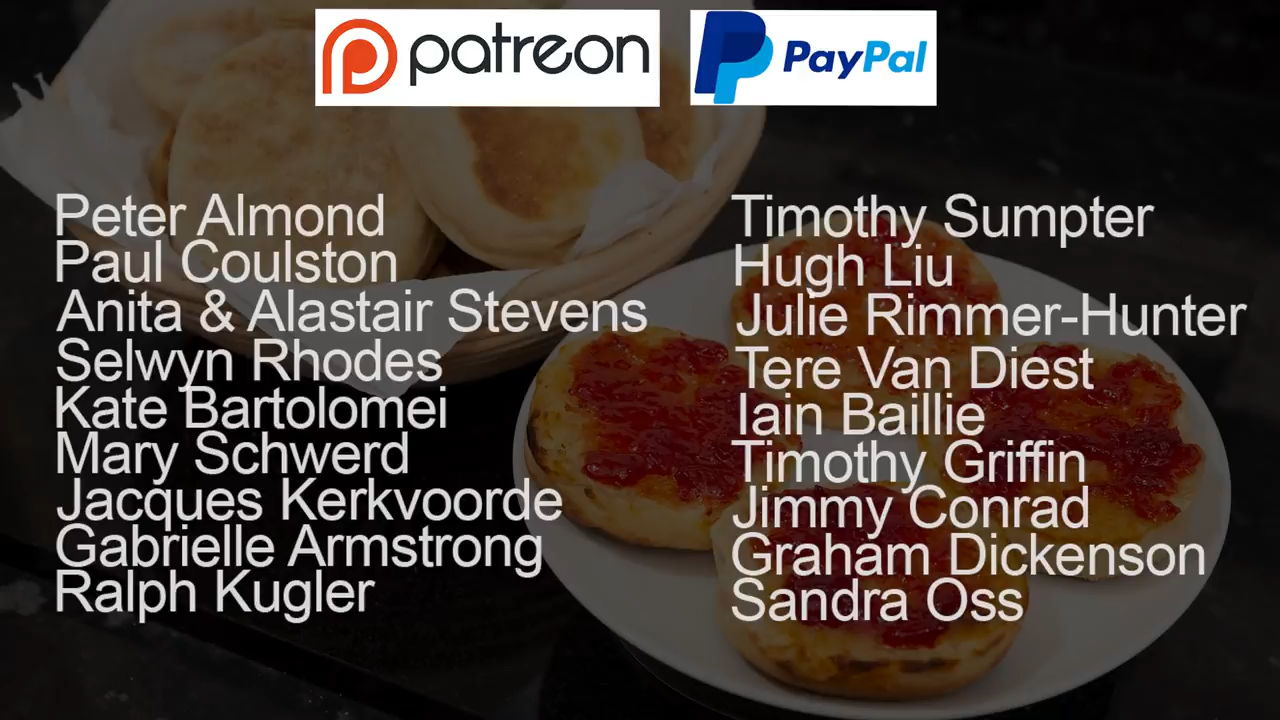 patreon
PayPal
Peter Almond
Paul Coulston
Anita & Alastair Stevens
Selwyn Rhodes
Kate Bartolomei
Mary Schwerd
Jacques Kerkvoorde
Gabrielle Armstrong
Ralph Kugler
Timothy Sumpter
Hugh Liu
Julie Rimmer-Hunter
Tere Van Diest
Iain Baillie
Timothy Griffin
Jimmy Conrad
Graham Dickenson
Sandra Oss